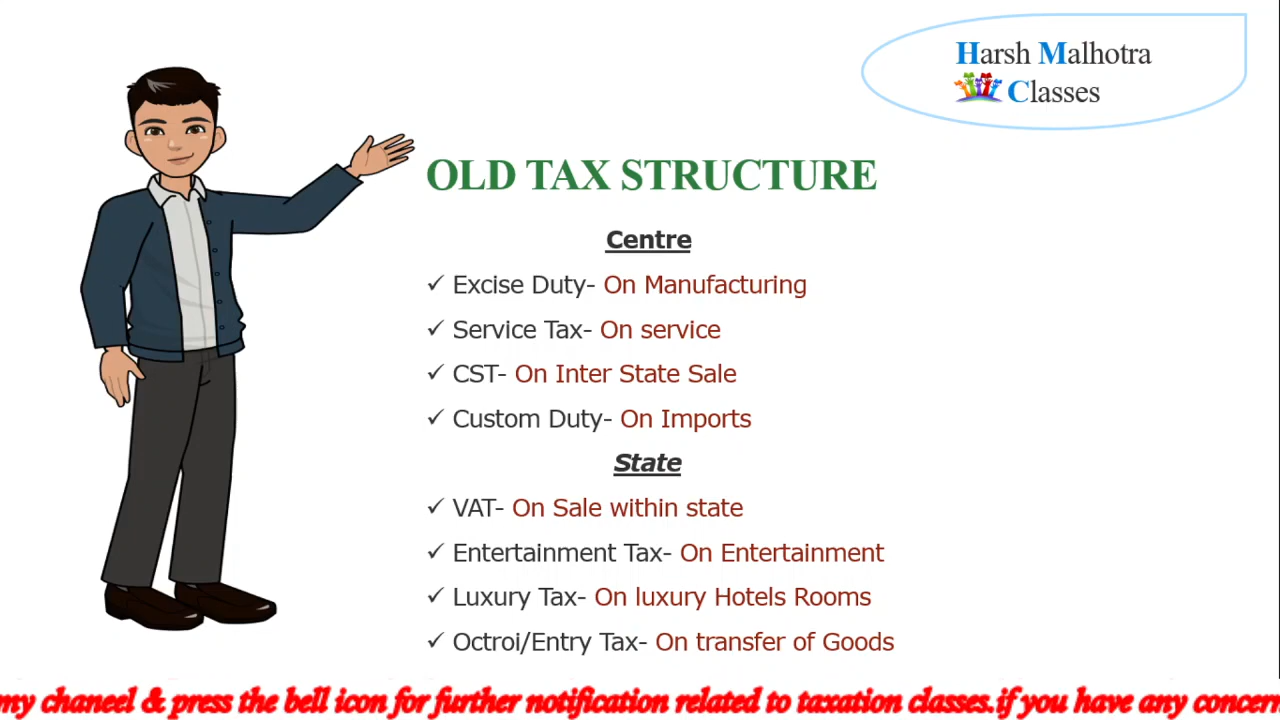 Harsh Malhotra
Classes
OLD TAX STRUCTURE
Centre
✓ Excise Duty- On Manufacturing
✓ Service Tax- On service
✓ CST- On Inter State Sale
✓ Custom Duty- On Imports
State
✓ VAT- On Sale within state
✓ Entertainment Tax- On Entertainment
✓ Luxury Tax- On luxury Hotels Rooms
✓ Octroi/Entry Tax- On transfer of Goods
my chaneel & press the bell icon for further notification related to taxation classes.if you have any concern